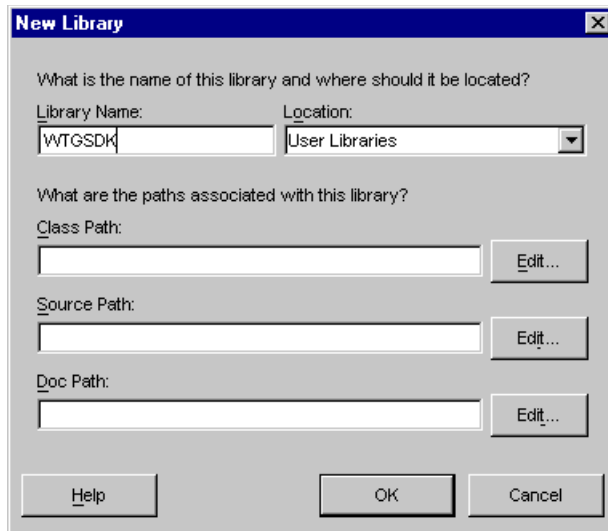 New Library
What is the name of this library and where should it be located?
Library Name: Location:
WTGSDK User Libraries
What are the paths associated with this library?
Class Path:
Edit...
Source Path:
Edit...
Doc Path:
Edit...
Help OK Cancel